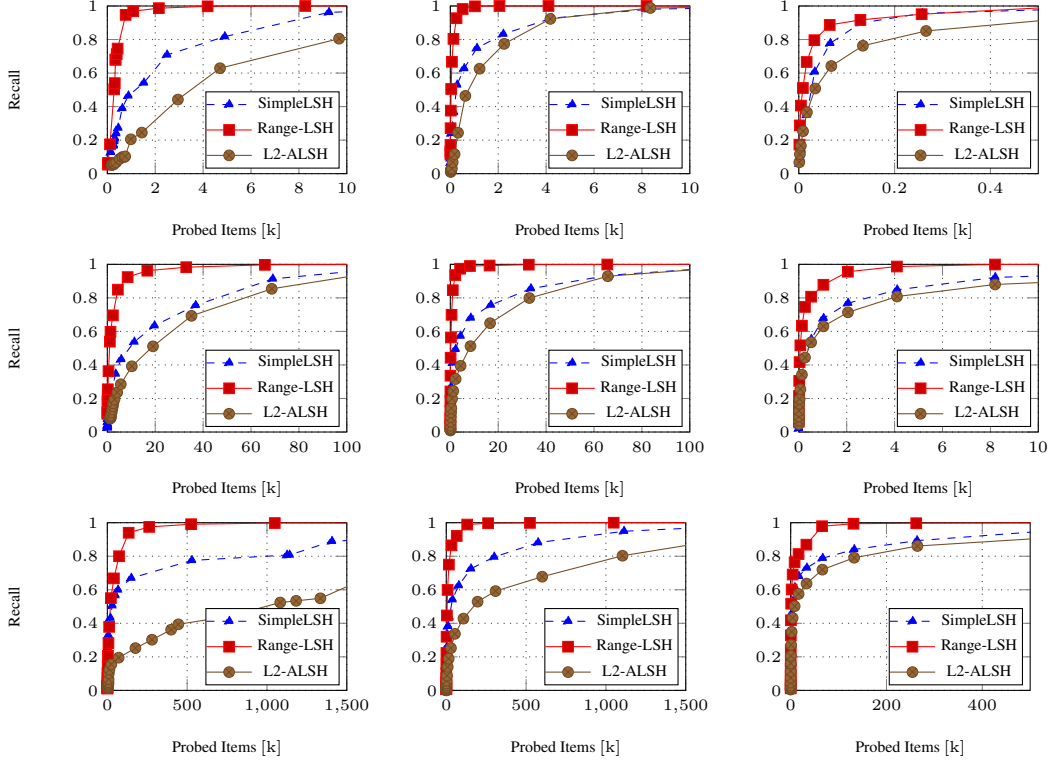 1
0.8
0.6
0.4
0.2
0
Recall
SimpleLSH
Range-LSH
L2-ALSH
0 2 4 6 8 10
Probed Items [k]
1
0.8
0.6
0.4
0.2
0
SimpleLSH
Range-LSH
L2-ALSH
0 2 4 6 8 10
Probed Items [k]
1
0.8
0.6
0.4
0.2
0
SimpleLSH
Range-LSH
L2-ALSH
0 0.2 0.4
Probed Items [k]
1
0.8
0.6
0.4
0.2
0
Recall
SimpleLSH
Range-LSH
L2-ALSH
0 20 40 60 80 100
Probed Items [k]
1
0.8
0.6
0.4
0.2
0
SimpleLSH
Range-LSH
L2-ALSH
0 20 40 60 80 100
Probed Items [k]
1
0.8
0.6
0.4
0.2
0
SimpleLSH
Range-LSH
L2-ALSH
0 2 4 6 8 10
Probed Items [k]
1
0.8
0.6
0.4
0.2
0
Recall
SimpleLSH
Range-LSH
L2-ALSH
0 500 1,000 1,500
Probed Items [k]
1
0.8
0.6
0.4
0.2
0
SimpleLSH
Range-LSH
L2-ALSH
0 500 1,000 1,500
Probed Items [k]
1
0.8
0.6
0.4
0.2
0
SimpleLSH
Range-LSH
L2-ALSH
0 200 400
Probed Items [k]